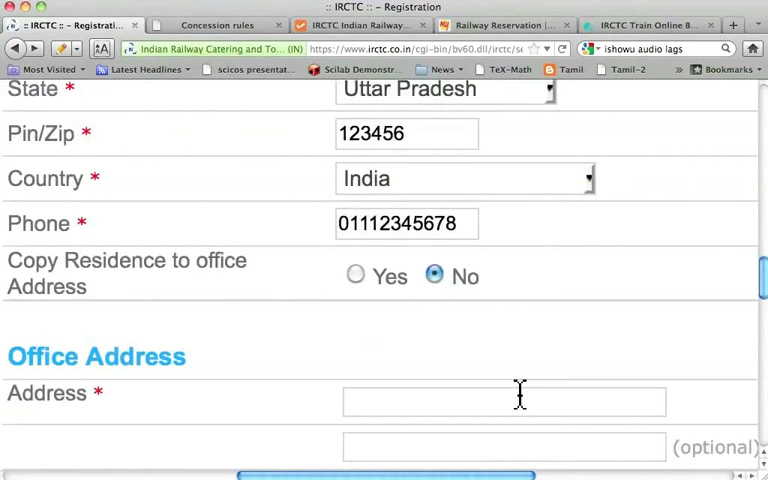 :: IRCTC :: - Registration
:: IRCTC :: - Registrati...
Concession rules
IRCTC Indian Railway...
Railway Reservation |...
IRCTC Train Online B...
Indian Railway Catering and To... (IN)
https://www.irctc.co.in/cgi-bin/bv60.dll/irctc/se
ishowu audio lags
Most Visited
Latest Headlines
scicos presentat...
Scilab Demonstr...
News
TeX-Math
Tamil
Tamil-2
»
Bookmarks
State * Uttar Pradesh
Pin/Zip * 123456
Country * India
Phone * 01112345678
Copy Residence to office
Address
Yes No
Office Address
Address *
(optional)